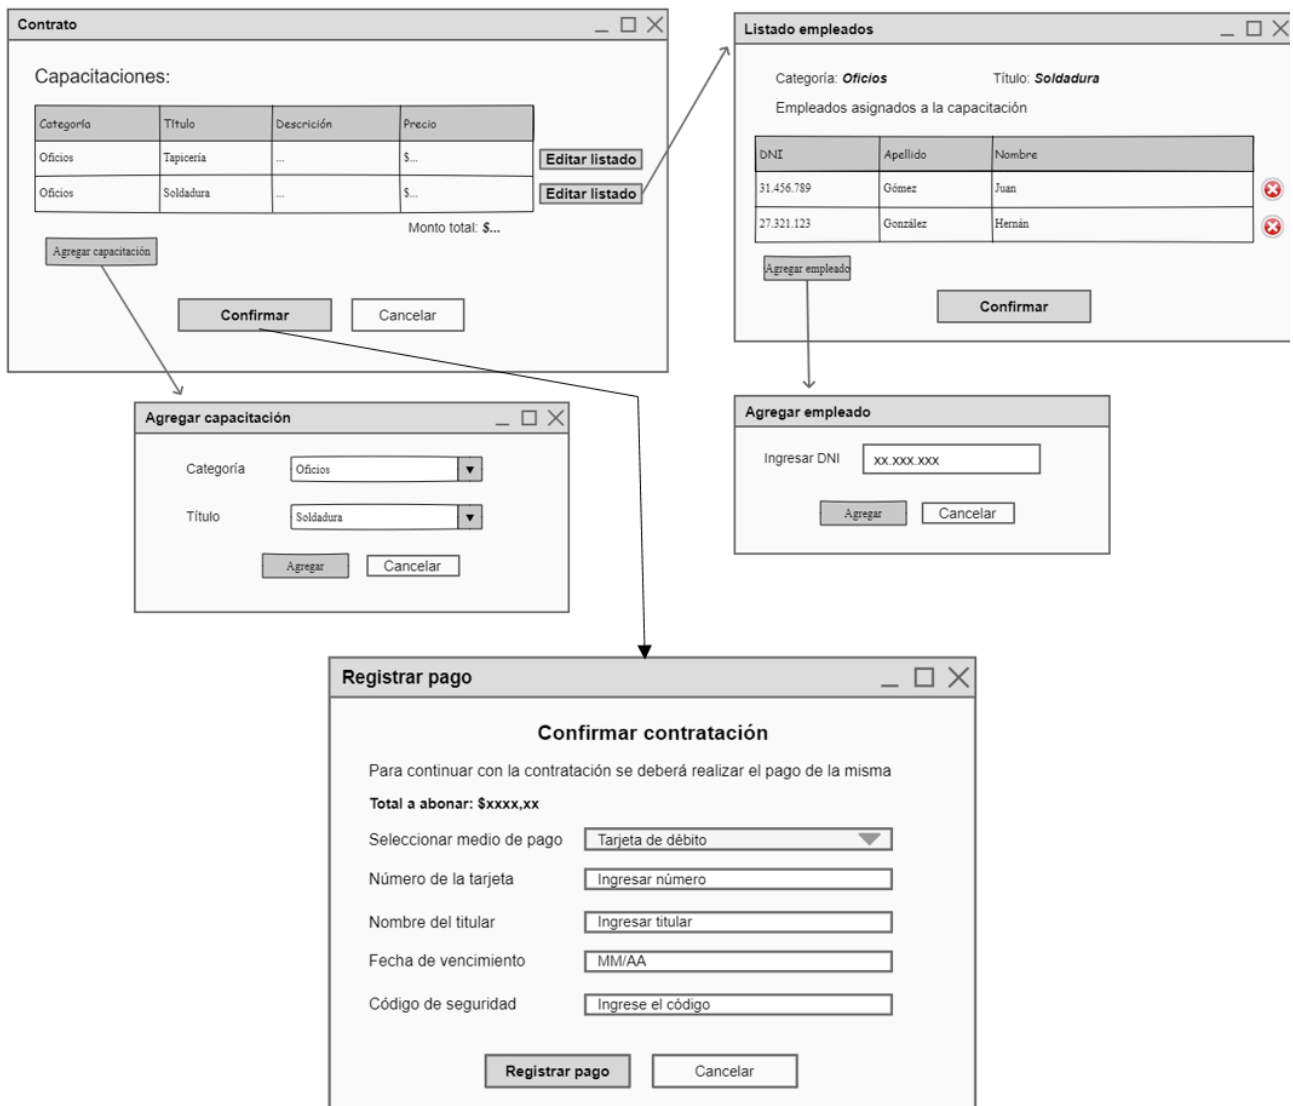 Contrato
Capacitaciones:
Categoría Título Descrición Precio
Oficios Tapicería ... $... Editar listado
Oficios Soldadura ... $... Editar listado
Monto total: $...
Agregar capacitación
Confirmar Cancelar
Listado empleados
Categoría: Oficios Título: Soldadura
Empleados asignados a la capacitación
DNI Apellido Nombre
31.456.789 Gómez Juan
27.321.123 González Hernán
Agregar empleado
Confirmar
Agregar capacitación
Categoría Oficios
Título Soldadura
Agregar Cancelar
Agregar empleado
Ingresar DNI xx.xxx.xxx
Agregar Cancelar
Registrar pago
Confirmar contratación
Para continuar con la contratación se deberá realizar el pago de la misma
Total a abonar: $xxxx,xx
Seleccionar medio de pago Tarjeta de débito
Número de la tarjeta Ingresar número
Nombre del titular Ingresar titular
Fecha de vencimiento MM/AA
Código de seguridad Ingrese el código
Registrar pago Cancelar